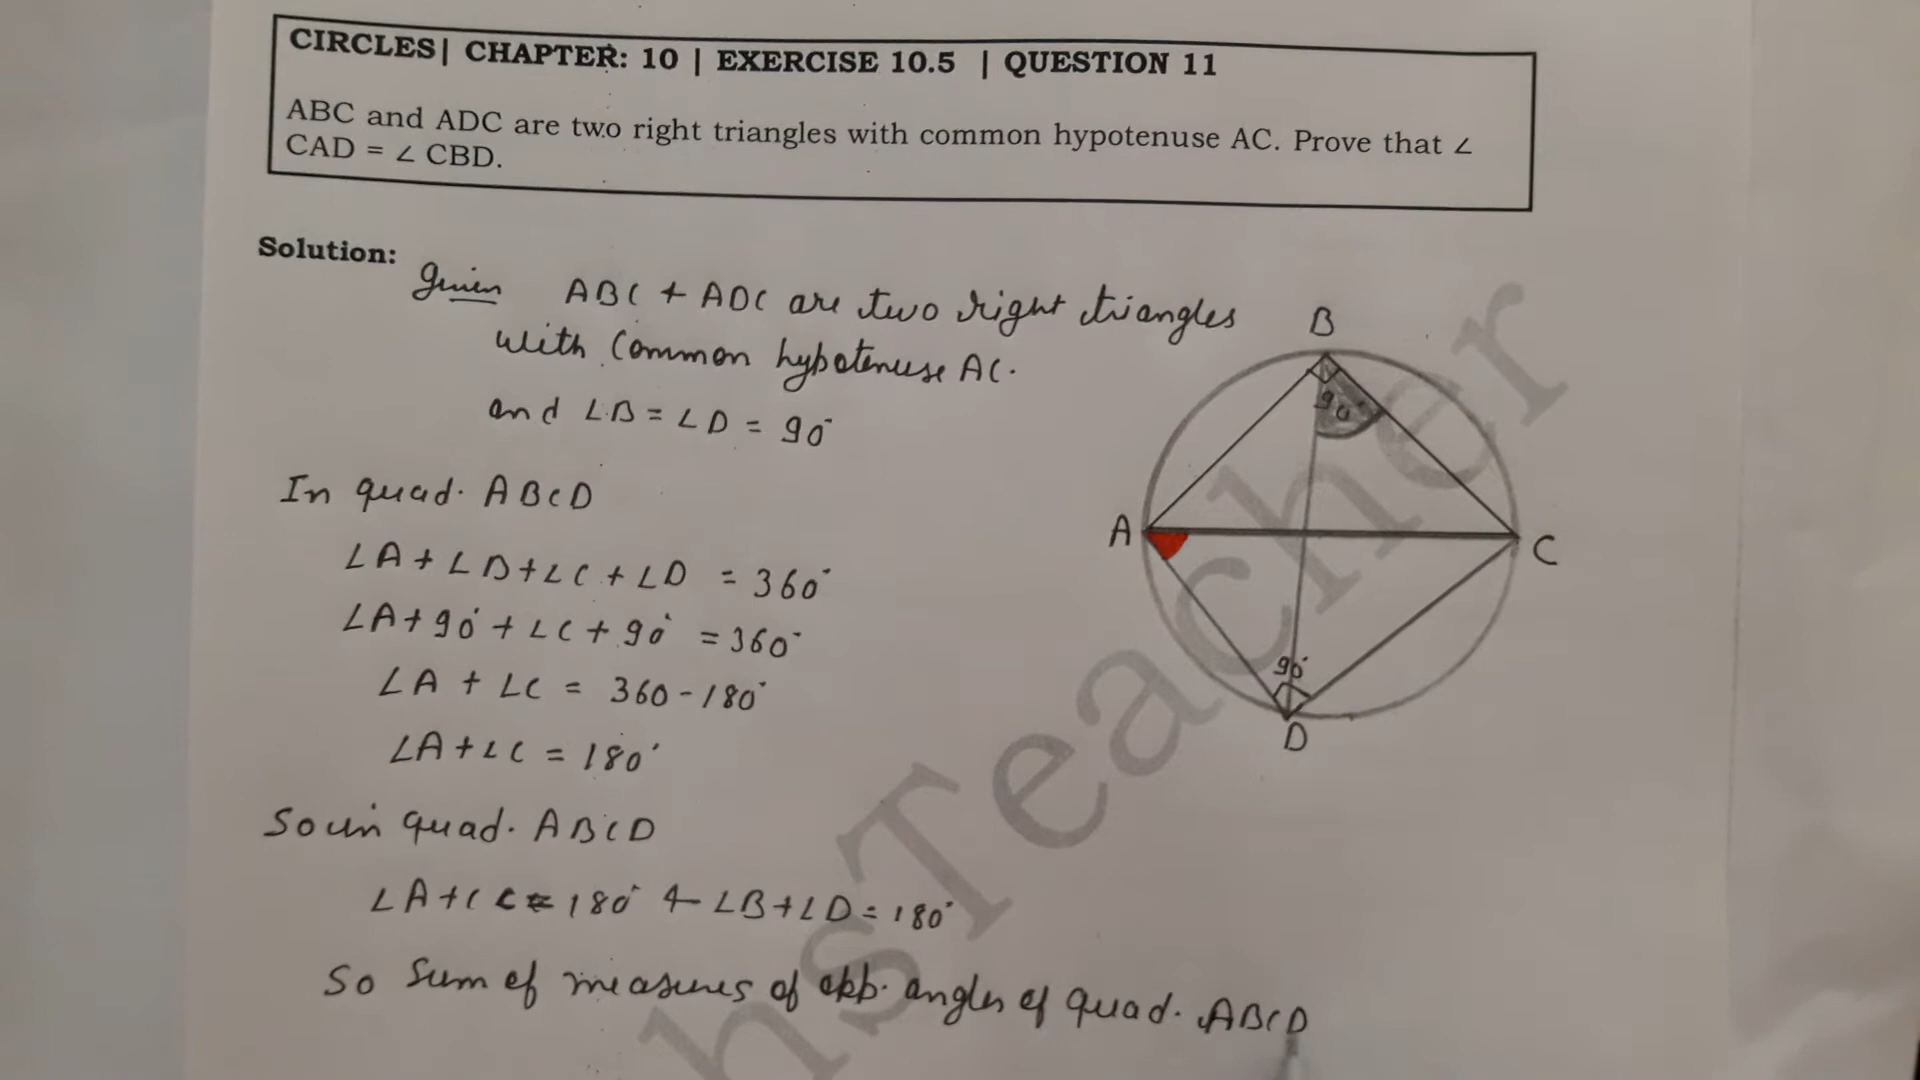 CIRCLES| CHAPTER: 10 | EXERCISE 10.5 | QUESTION 11
ABC and ADC are two right triangles with common hypotenuse AC. Prove that ∠
CAD = ∠ CBD.
Solution:
Given ABC + ADC are two right triangles
with common hypotenuse AC.
and ∠B = ∠D = 90°
In quad. ABCD
∠A + ∠B + ∠C + ∠D = 360°
∠A + 90° + ∠C + 90° = 360°
∠A + ∠C = 360 - 180°
∠A + ∠C = 180°
So in quad. ABCD
∠A + ∠C = 180° + ∠B + ∠D = 180°
So sum of measures of opp. angles of quad. ABCD
B
90°
A
C
90°
D
hsTeacher